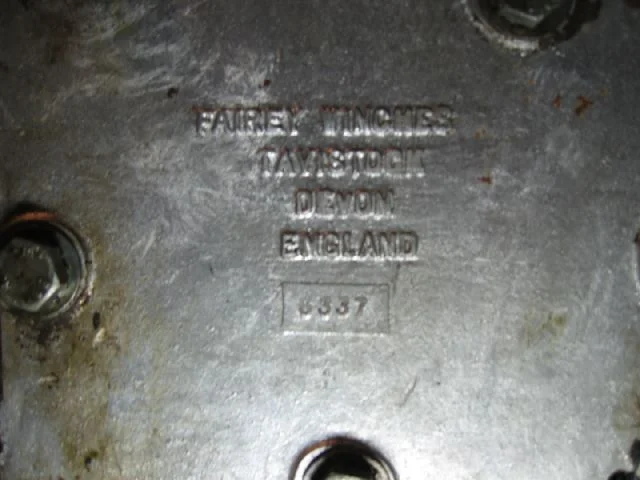 FAIREY WINCHES
TAVISTOCK
DEVON
ENGLAND
6337